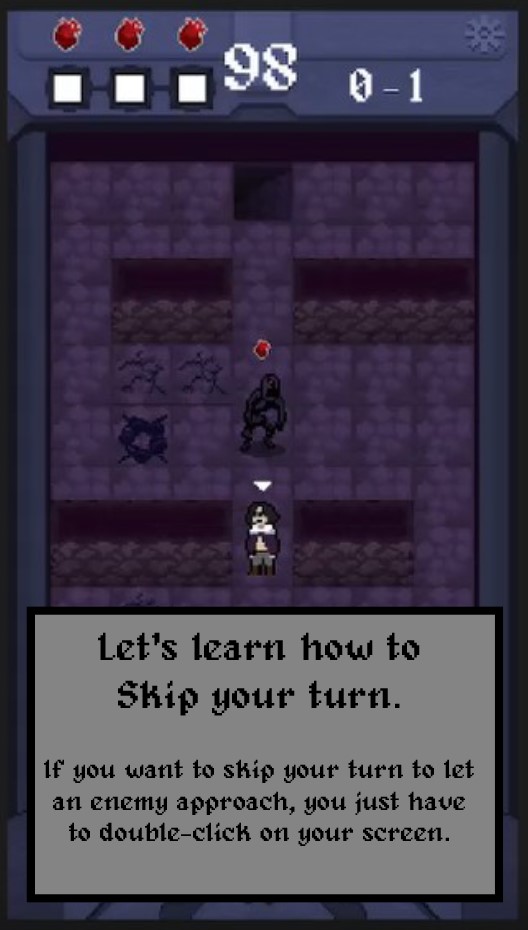 98
0-1
Let's learn how to
Skip your turn.
If you want to skip your turn to let
an enemy approach, you just have
to double-click on your screen.